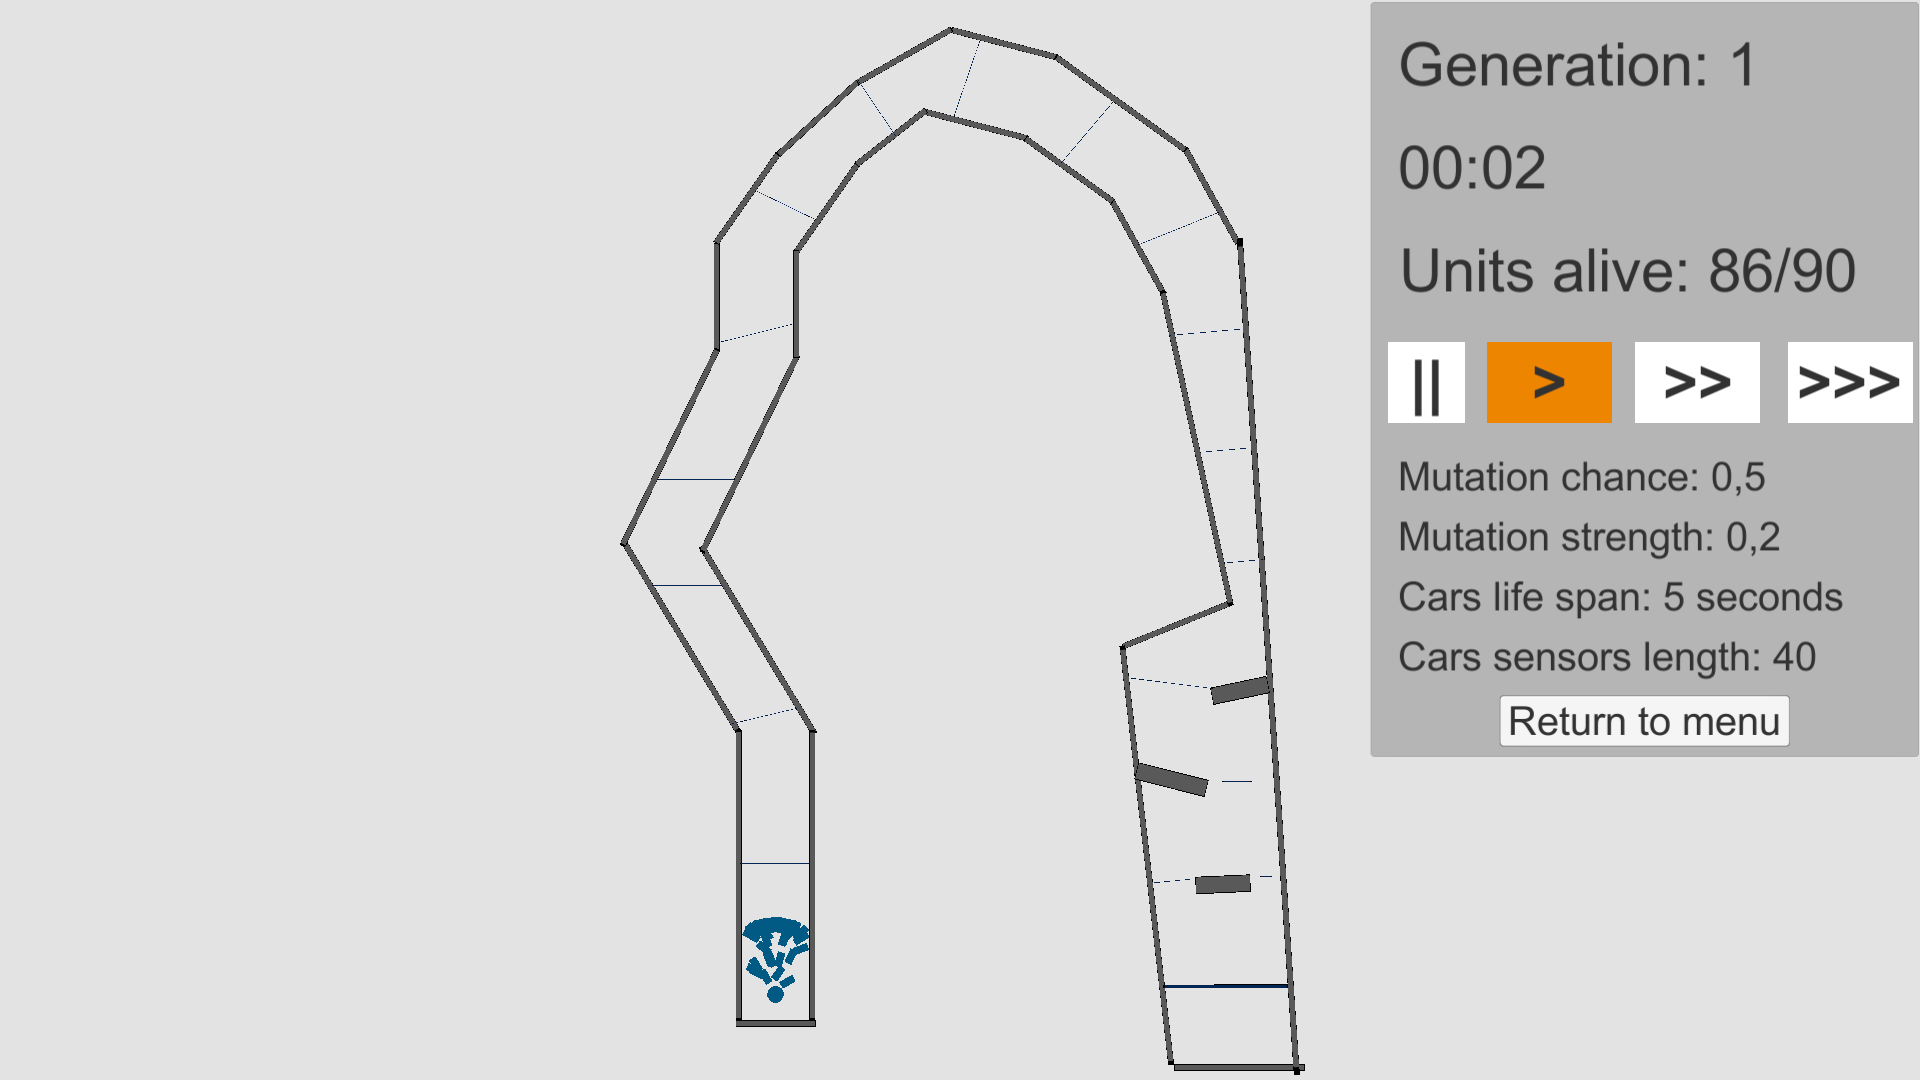 Generation: 1
00:02
Units alive: 86/90
|| > >> >>>
Mutation chance: 0,5
Mutation strength: 0,2
Cars life span: 5 seconds
Cars sensors length: 40
Return to menu